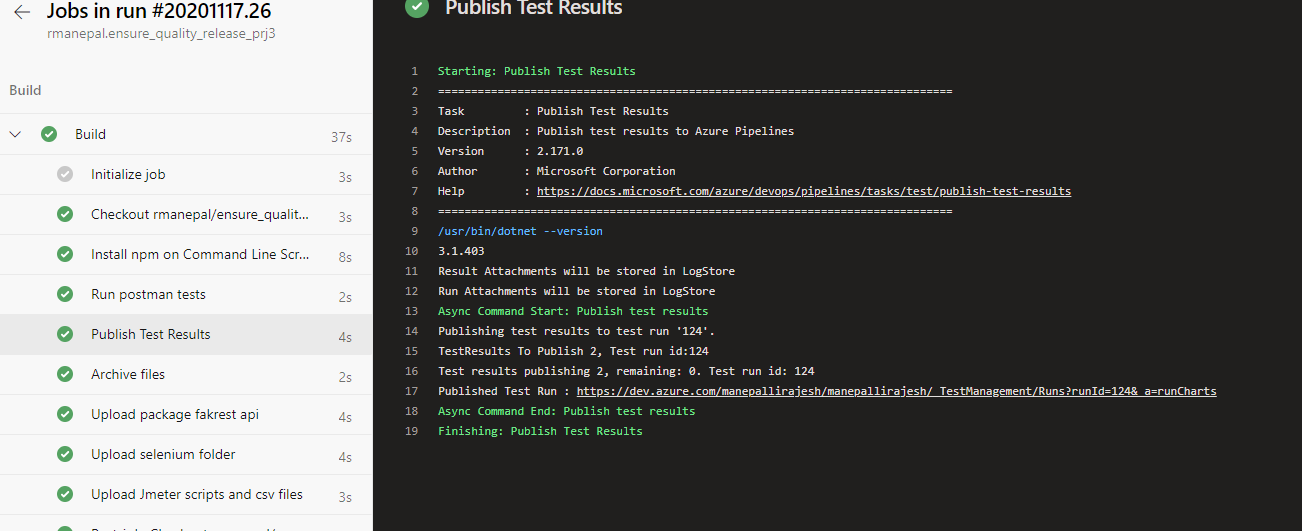 Jobs in run #20201117.26
rmanepal.ensure_quality_release_prj3
Build
Build 37s
Initialize job 3s
Checkout rmanepal/ensure_qualit... 3s
Install npm on Command Line Scr... 8s
Run postman tests 2s
Publish Test Results 4s
Archive files 2s
Upload package fakrest api 4s
Upload selenium folder 4s
Upload Jmeter scripts and csv files 3s
Publish Test Results
1 Starting: Publish Test Results
2 ==============================================================================
3 Task : Publish Test Results
4 Description : Publish test results to Azure Pipelines
5 Version : 2.171.0
6 Author : Microsoft Corporation
7 Help : https://docs.microsoft.com/azure/devops/pipelines/tasks/test/publish-test-results
8 ==============================================================================
9 /usr/bin/dotnet --version
10 3.1.403
11 Result Attachments will be stored in LogStore
12 Run Attachments will be stored in LogStore
13 Async Command Start: Publish test results
14 Publishing test results to test run '124'.
15 TestResults To Publish 2, Test run id:124
16 Test results publishing 2, remaining: 0. Test run id: 124
17 Published Test Run : https://dev.azure.com/manepallirajesh/manepallirajesh/_TestManagement/Runs?runId=124&_a=runCharts
18 Async Command End: Publish test results
19 Finishing: Publish Test Results